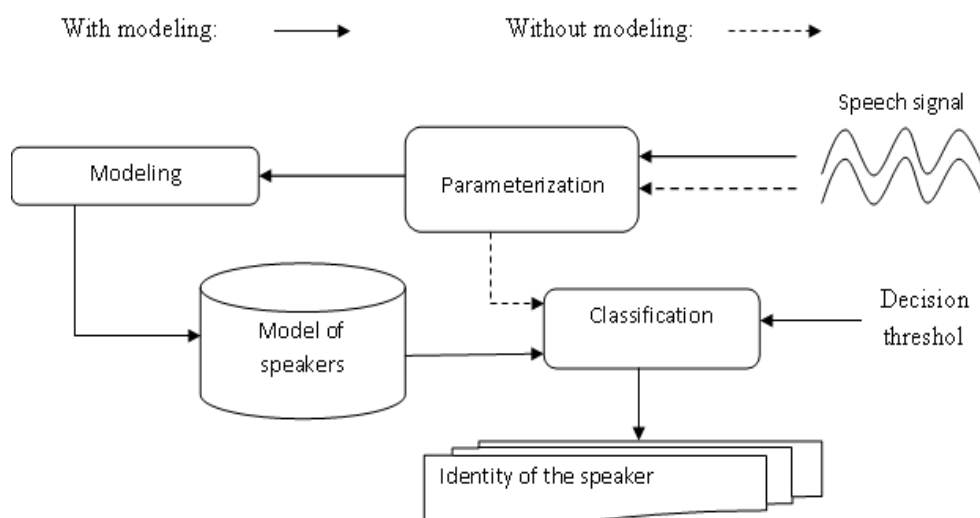 With modeling:
Without modeling:
Speech signal
Modeling
Parameterization
Classification
Decision
threshol
Model of
speakers
Identity of the speaker